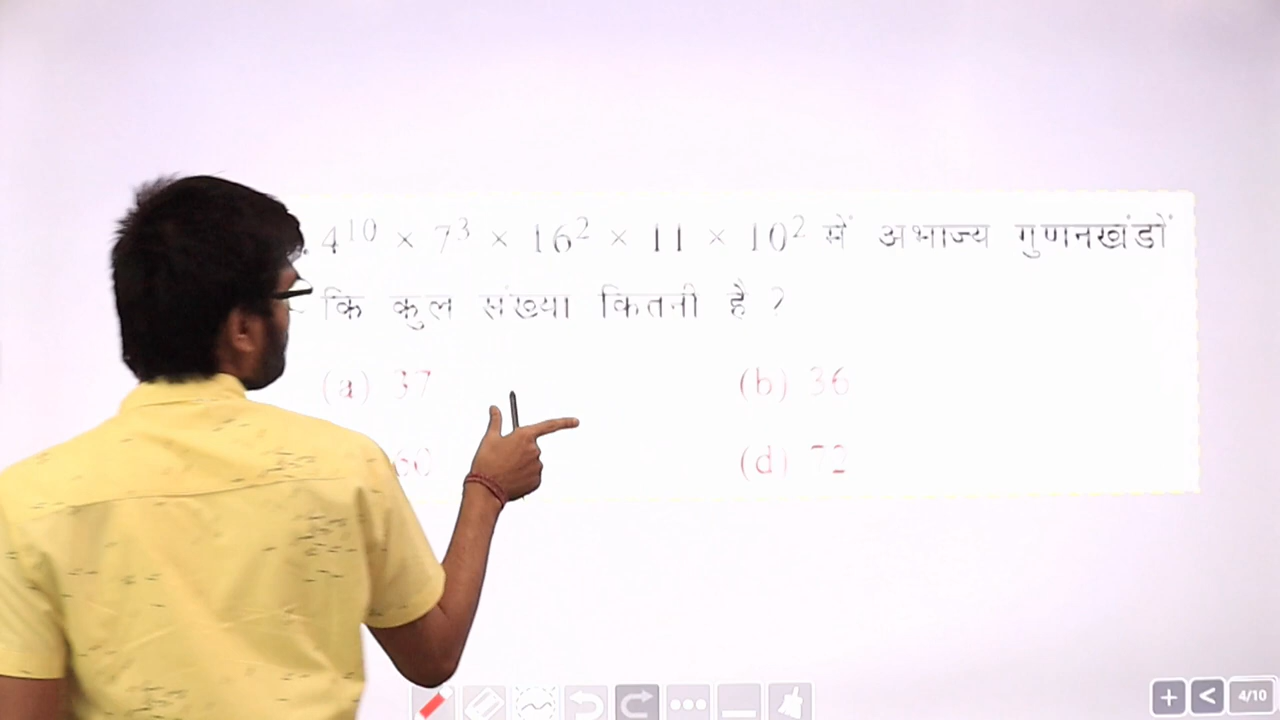 4¹⁰ × 7³ × 16² × 11 × 10² में अभाज्य गुणनखंडों
कि कुल संख्या कितनी है ?
(a) 37 (b) 36
60 (d) 72
4/10